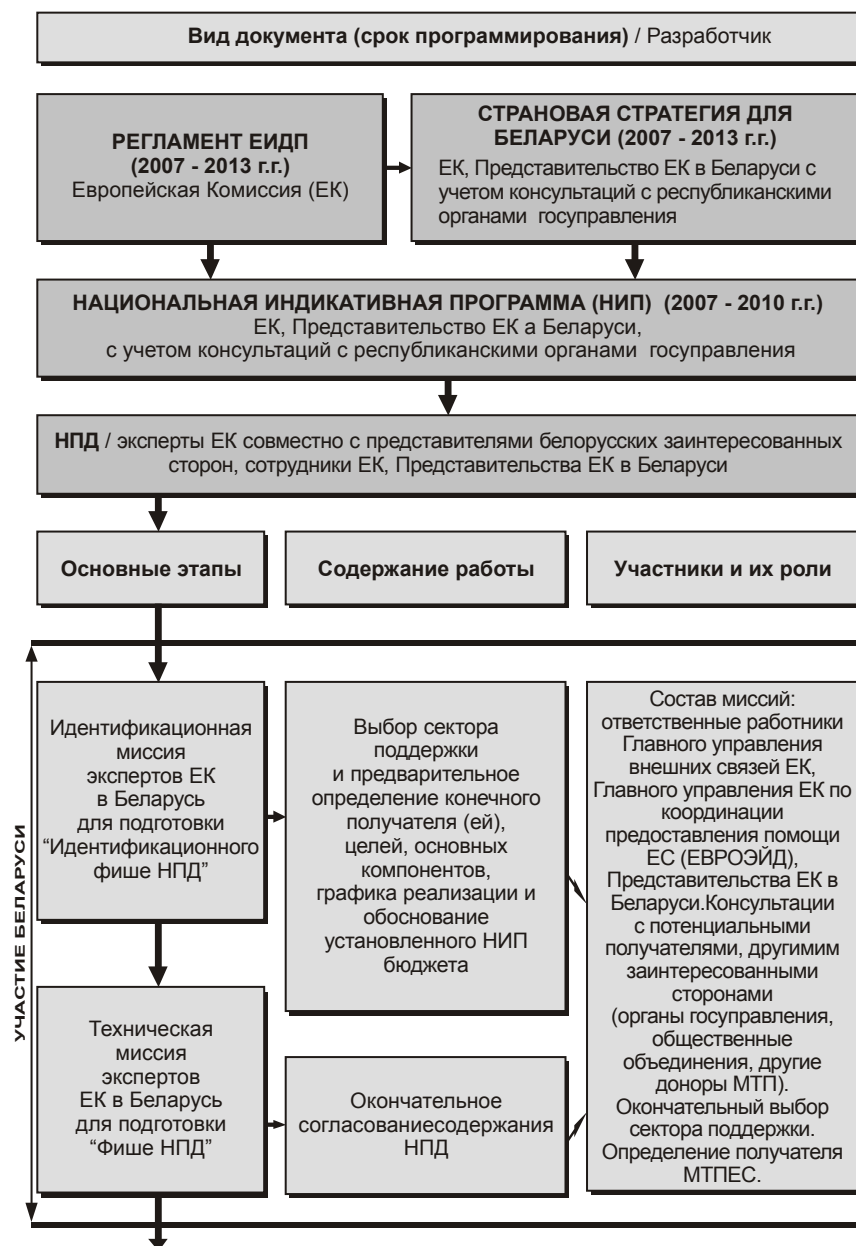 Вид документа (срок программирования) / Разработчик
РЕГЛАМЕНТ ЕИДП
(2007 - 2013 г.г.)
Европейская Комиссия (ЕК)
СТРАНОВАЯ СТРАТЕГИЯ ДЛЯ
БЕЛАРУСИ (2007 - 2013 г.г.)
ЕК, Представительство ЕК в Беларуси с
учетом консультаций с республиканскими
органами госуправления
НАЦИОНАЛЬНАЯ ИНДИКАТИВНАЯ ПРОГРАММА (НИП) (2007 - 2010 г.г.)
ЕК, Представительство ЕК а Беларуси,
с учетом консультаций с республиканскими органами госуправления
НПД / эксперты ЕК совместно с представителями белорусских заинтересованных
сторон, сотрудники ЕК, Представительства ЕК в Беларуси
Основные этапы
Содержание работы
Участники и их роли
УЧАСТИЕ БЕЛАРУСИ
Идентификационная
миссия
экспертов ЕК
в Беларусь
для подготовки
“Идентификационного
фише НПД”
Выбор сектора
поддержки
и предварительное
определение конечного
получателя (ей),
целей, основных
компонентов,
графика реализации и
обоснование
установленного НИП
бюджета
Состав миссий:
ответственные работники
Главного управления
внешних связей ЕК,
Главного управления ЕК по
координации
предоставления помощи
ЕС (ЕВРОЭЙД),
Представительства ЕК в
Беларуси.Консультации
с потенциальными
получателями, другимим
заинтересованными
сторонами
(органы госуправления,
общественные
объединения, другие
доноры МТП).
Окончательный выбор
сектора поддержки.
Определение получателя
МТПЕС.
Техническая
миссия
экспертов
ЕК в Беларусь
для подготовки
“Фише НПД”
Окончательное
согласованиесодержания
НПД